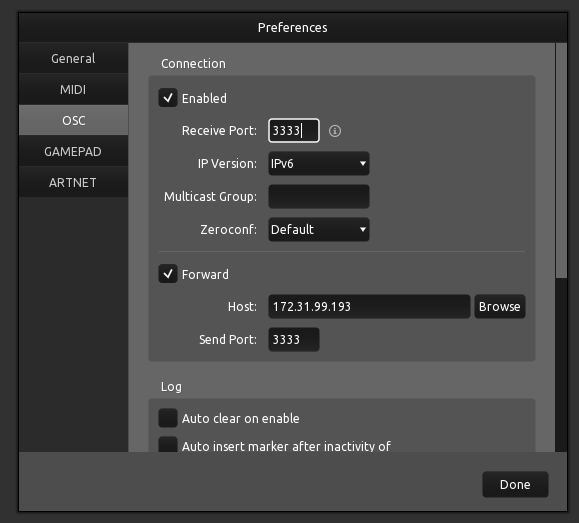 Preferences
General
MIDI
OSC
GAMEPAD
ARTNET
Connection
Enabled
Receive Port: 3333
IP Version: IPv6
Multicast Group:
Zeroconf: Default
Forward
Host: 172.31.99.193 Browse
Send Port: 3333
Log
Auto clear on enable
Auto insert marker after inactivity of
Done